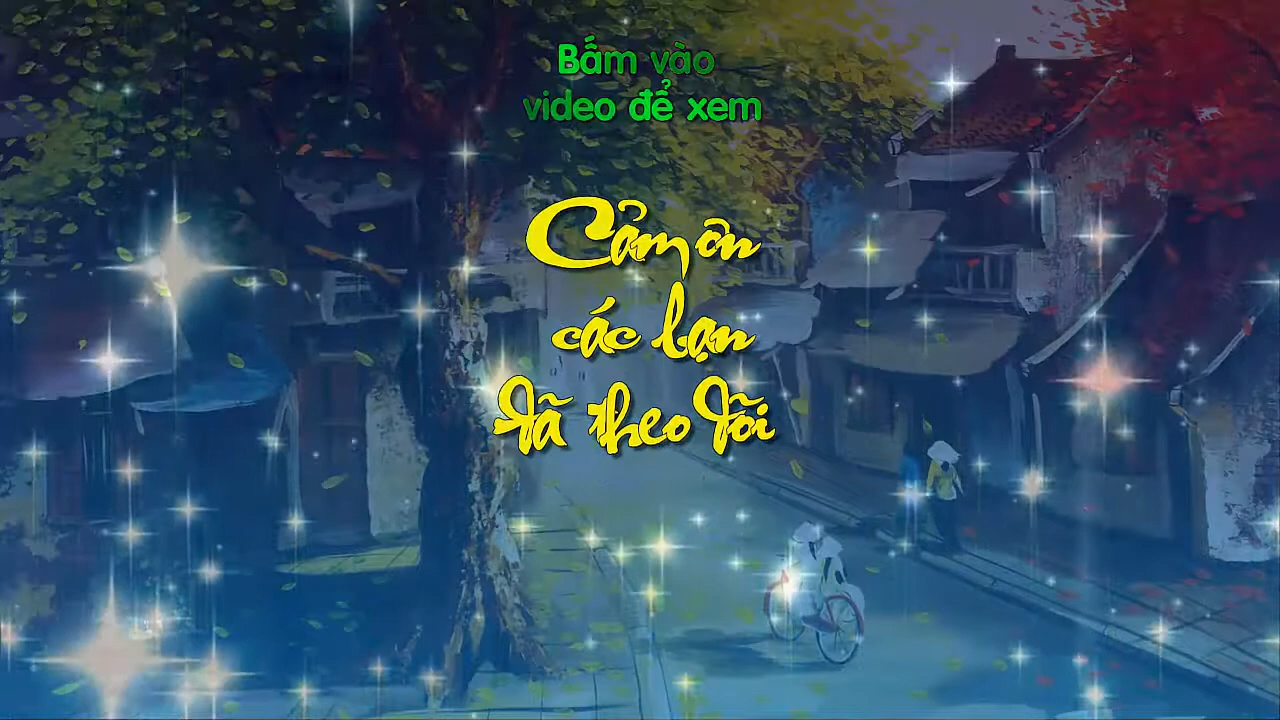 Bấm vào
video để xem
Cảm ơn
các bạn
đã theo dõi